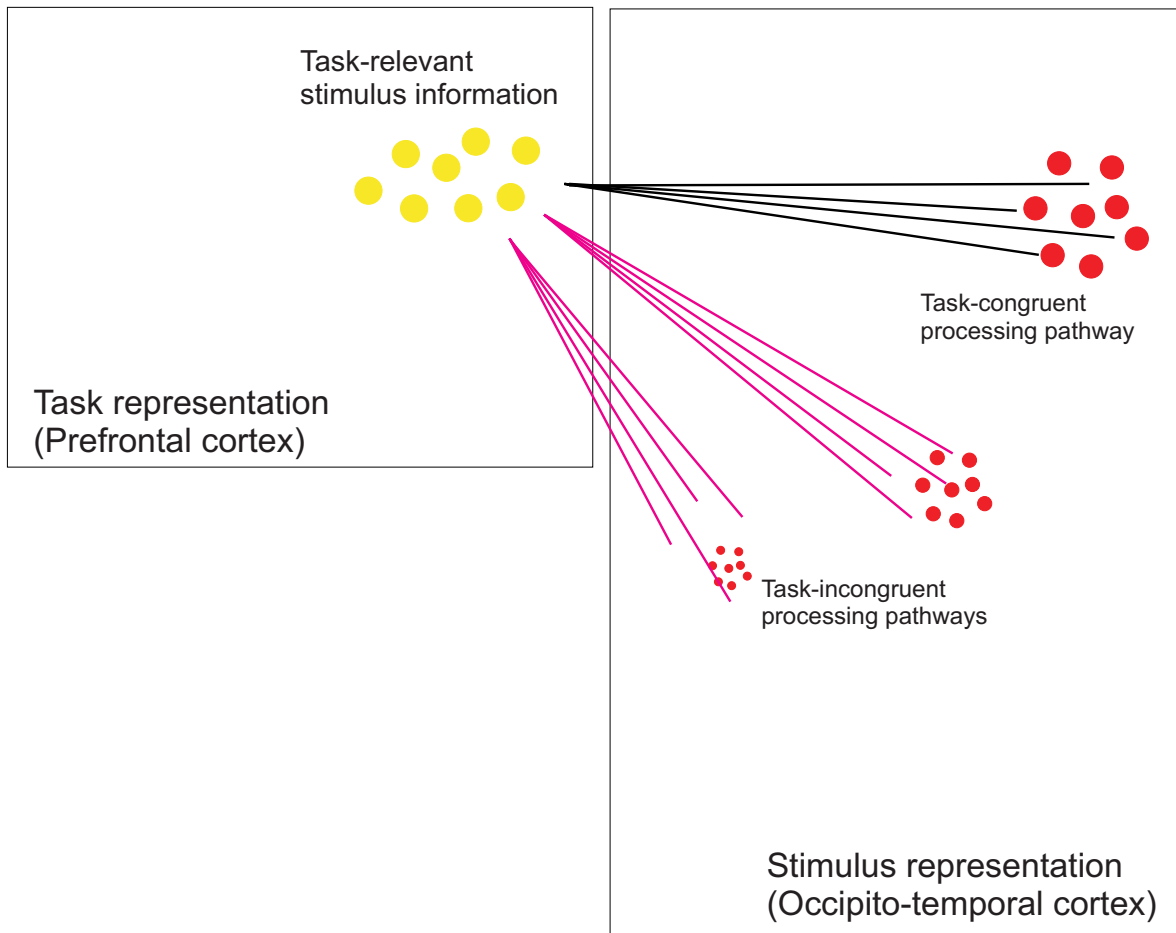 Task-relevant
stimulus information
Task-congruent
processing pathway
Task representation
(Prefrontal cortex)
Task-incongruent
processing pathways
Stimulus representation
(Occipito-temporal cortex)